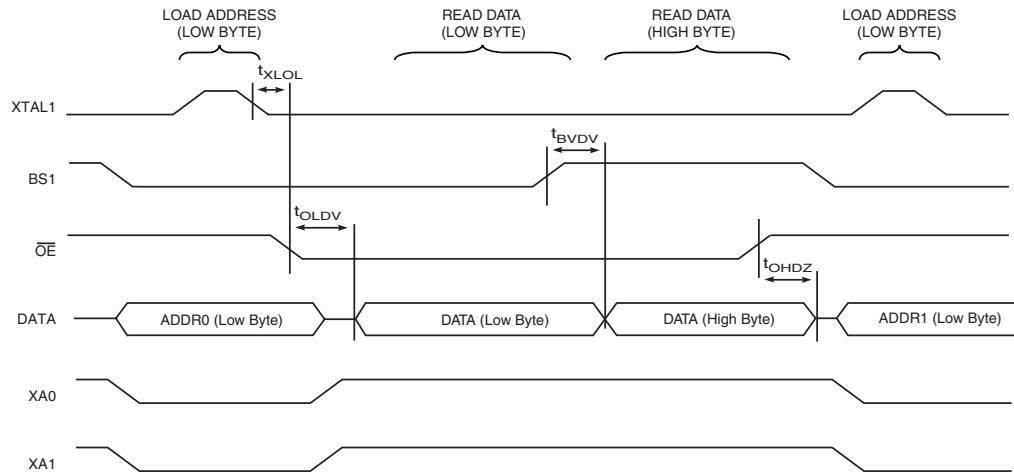 LOAD ADDRESS
(LOW BYTE)
READ DATA
(LOW BYTE)
READ DATA
(HIGH BYTE)
LOAD ADDRESS
(LOW BYTE)
tXLOL
XTAL1
tBVDV
BS1
tOLDV
OE
tOHDZ
DATA
ADDR0 (Low Byte)
DATA (Low Byte)
DATA (High Byte)
ADDR1 (Low Byte)
XA0
XA1